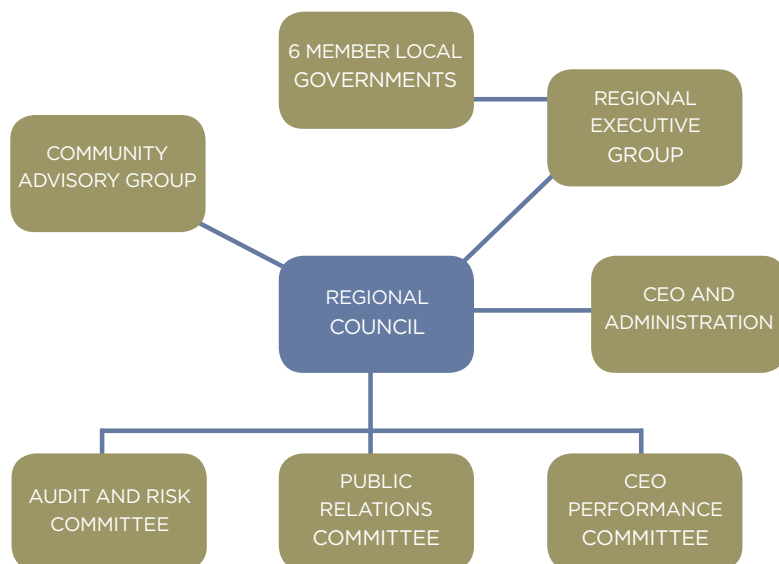 6 MEMBER LOCAL
GOVERNMENTS
REGIONAL
EXECUTIVE
GROUP
COMMUNITY
ADVISORY GROUP
REGIONAL
COUNCIL
CEO AND
ADMINISTRATION
AUDIT AND RISK
COMMITTEE
PUBLIC
RELATIONS
COMMITTEE
CEO
PERFORMANCE
COMMITTEE